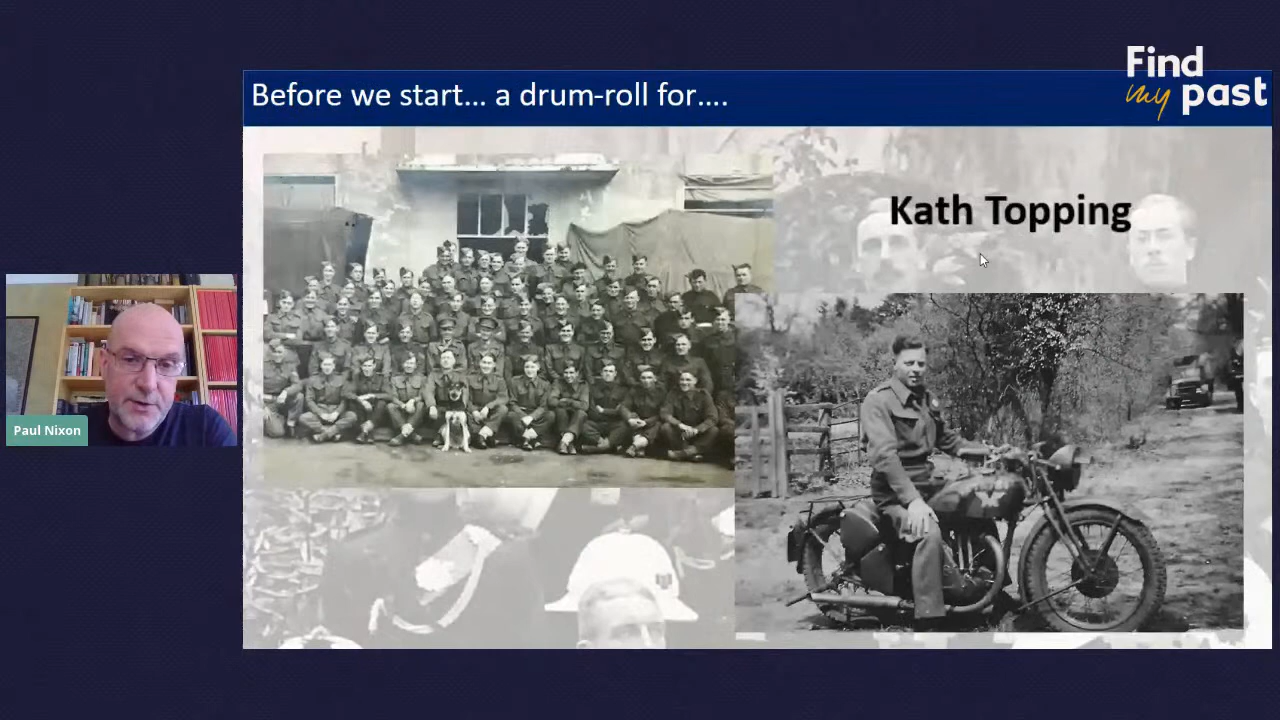 Before we start... a drum-roll for....
Find
my past
Kath Topping
Paul Nixon